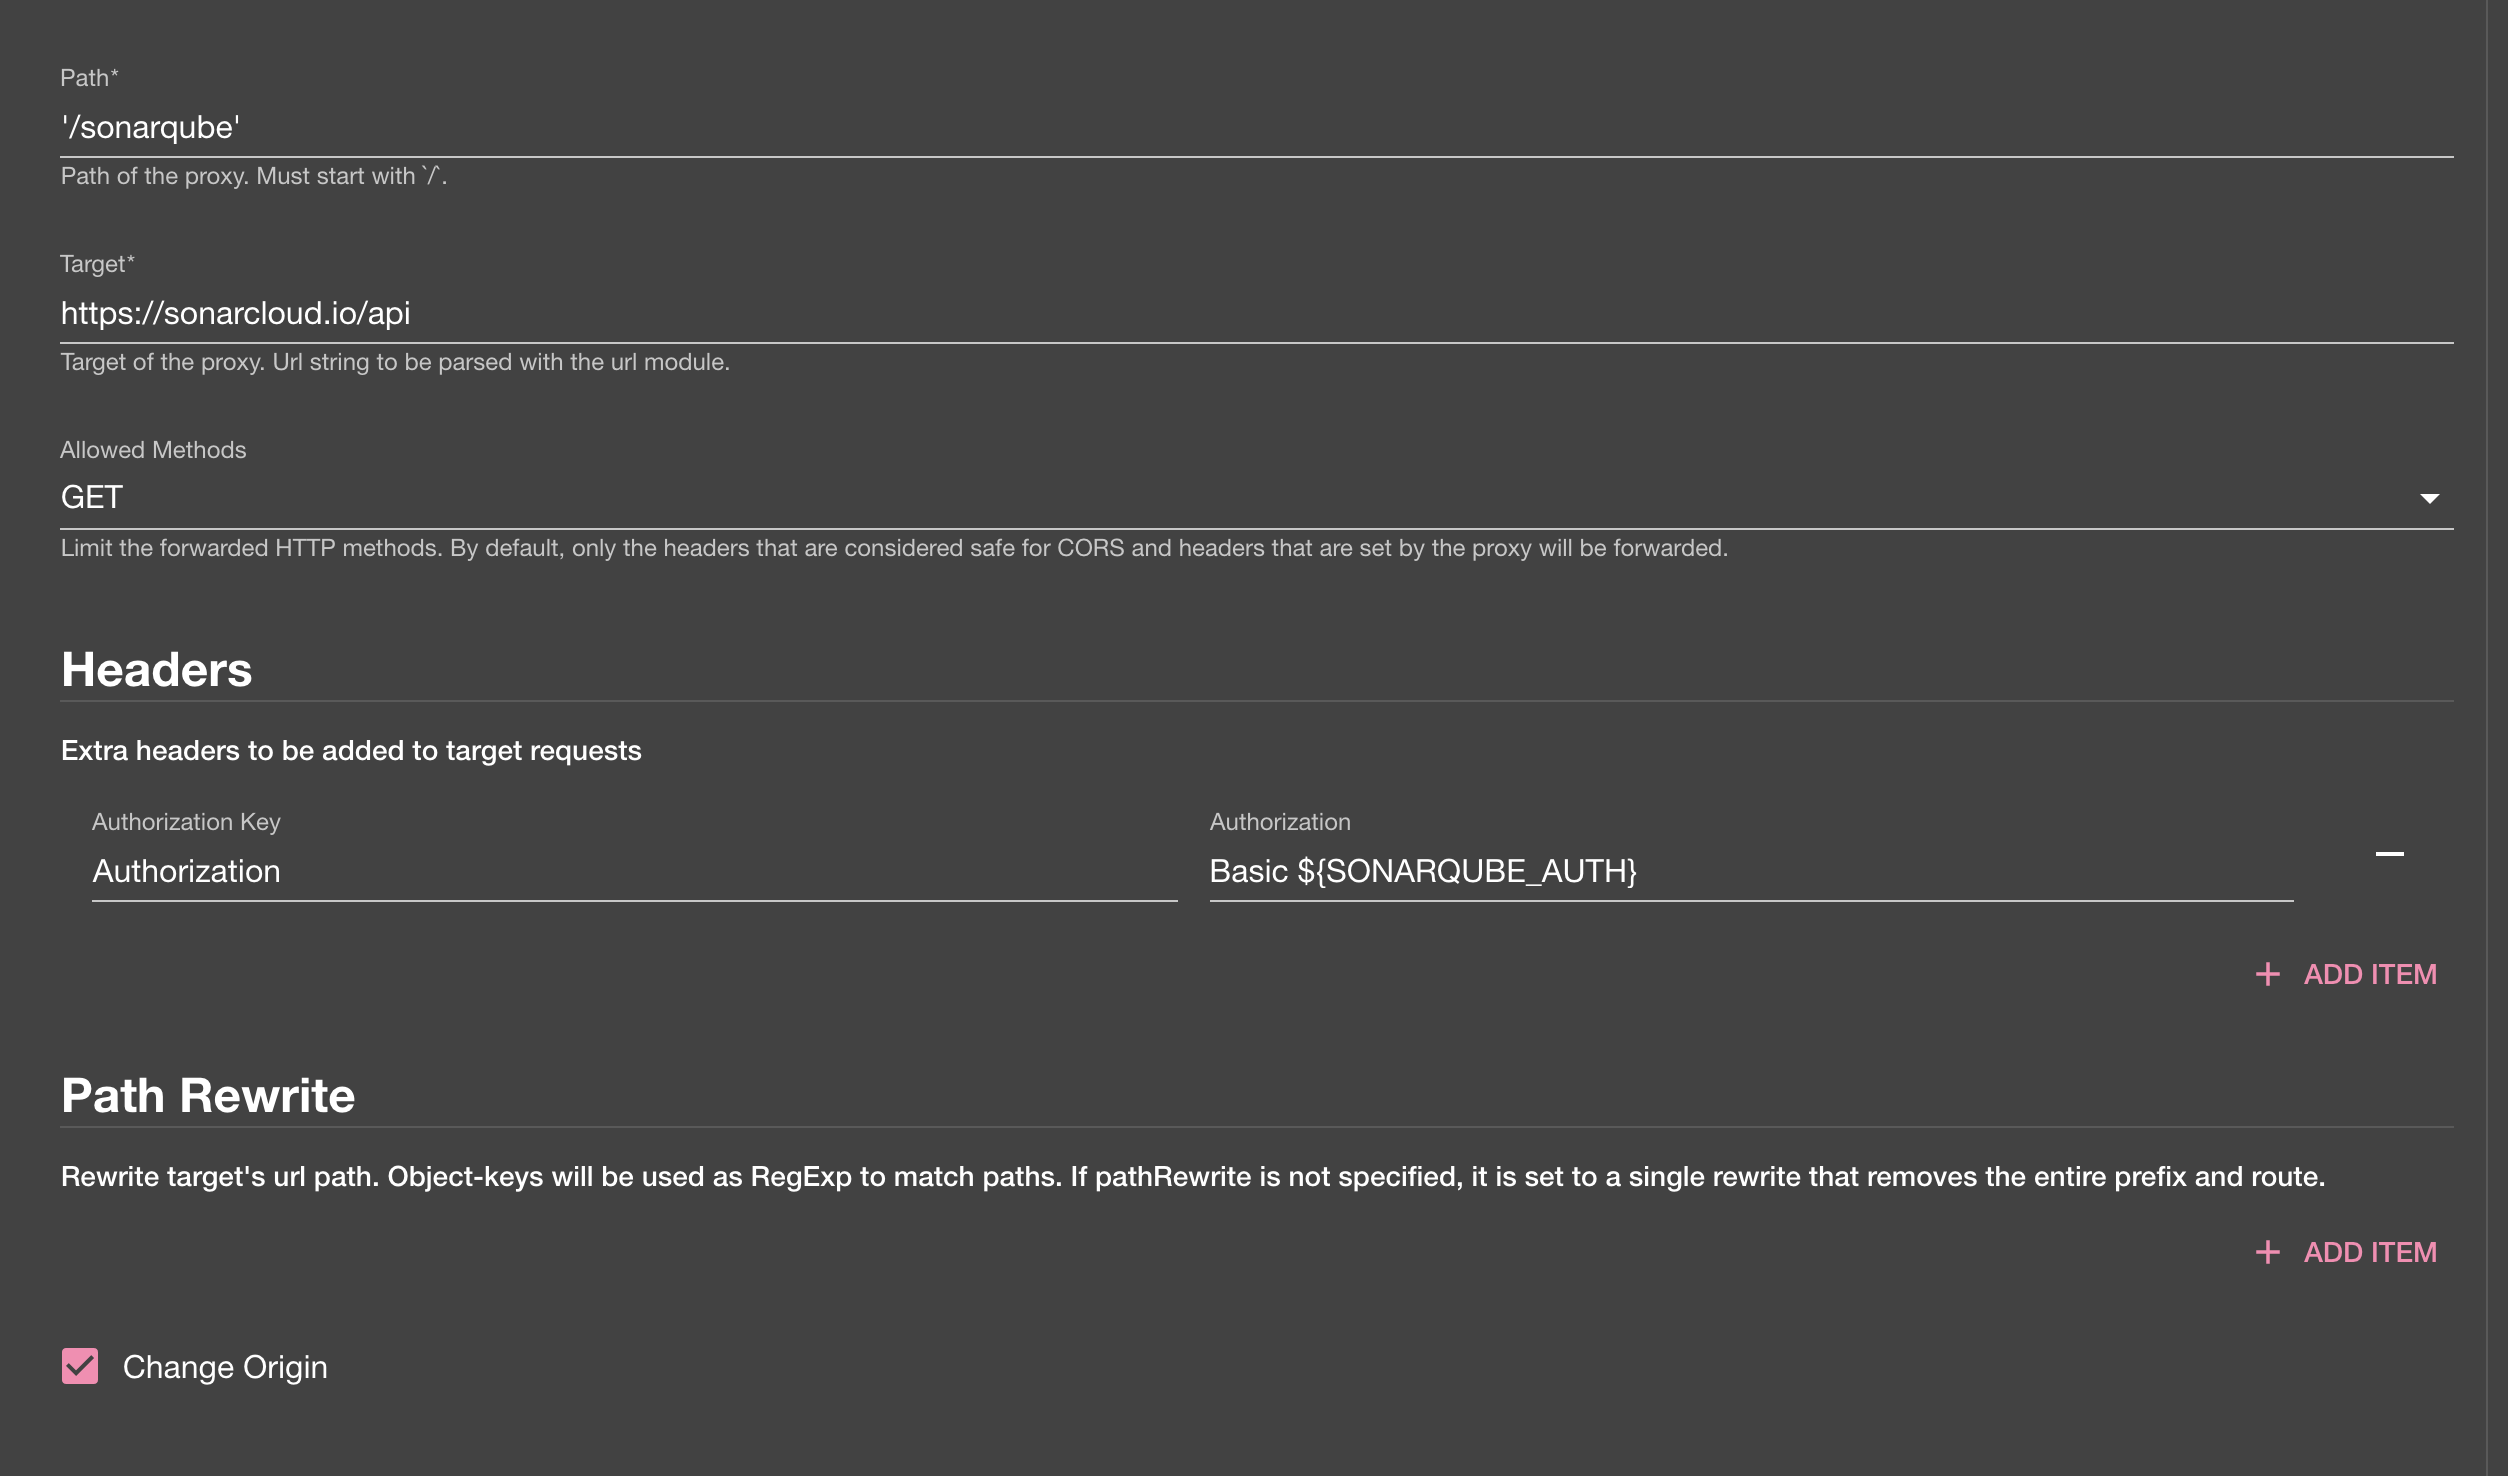 Path*
'/sonarqube'
Path of the proxy. Must start with `/`.
Target*
https://sonarcloud.io/api
Target of the proxy. Url string to be parsed with the url module.
Allowed Methods
GET
Limit the forwarded HTTP methods. By default, only the headers that are considered safe for CORS and headers that are set by the proxy will be forwarded.
Headers
Extra headers to be added to target requests
Authorization Key
Authorization
Authorization
Basic ${SONARQUBE_AUTH}
ADD ITEM
Path Rewrite
Rewrite target's url path. Object-keys will be used as RegExp to match paths. If pathRewrite is not specified, it is set to a single rewrite that removes the entire prefix and route.
ADD ITEM
Change Origin